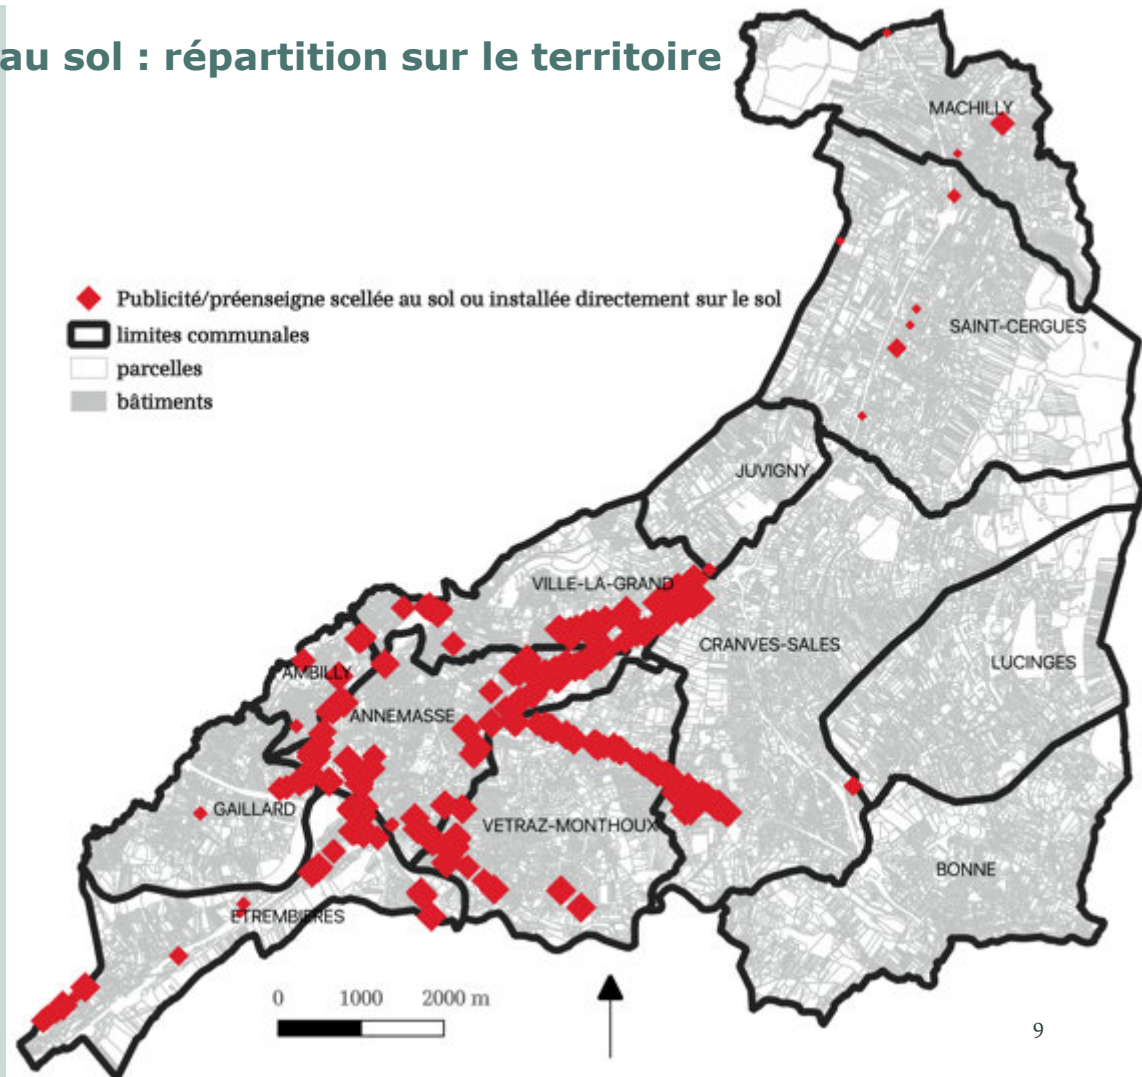 au sol : répartition sur le territoire
MACHILLY
Publicité/préenseigne scellée au sol ou installée directement sur le sol
limites communales
parcelles
bâtiments
SAINT-CERGUES
JUVIGNY
VILLE-LA-GRAND
CRANVES-SALES
LUCINGES
AMBILLY
ANNEMASSE
GAILLARD
VETRAZ-MONTHOUX
BONNE
ETREMBIERES
0 1000 2000 m
9